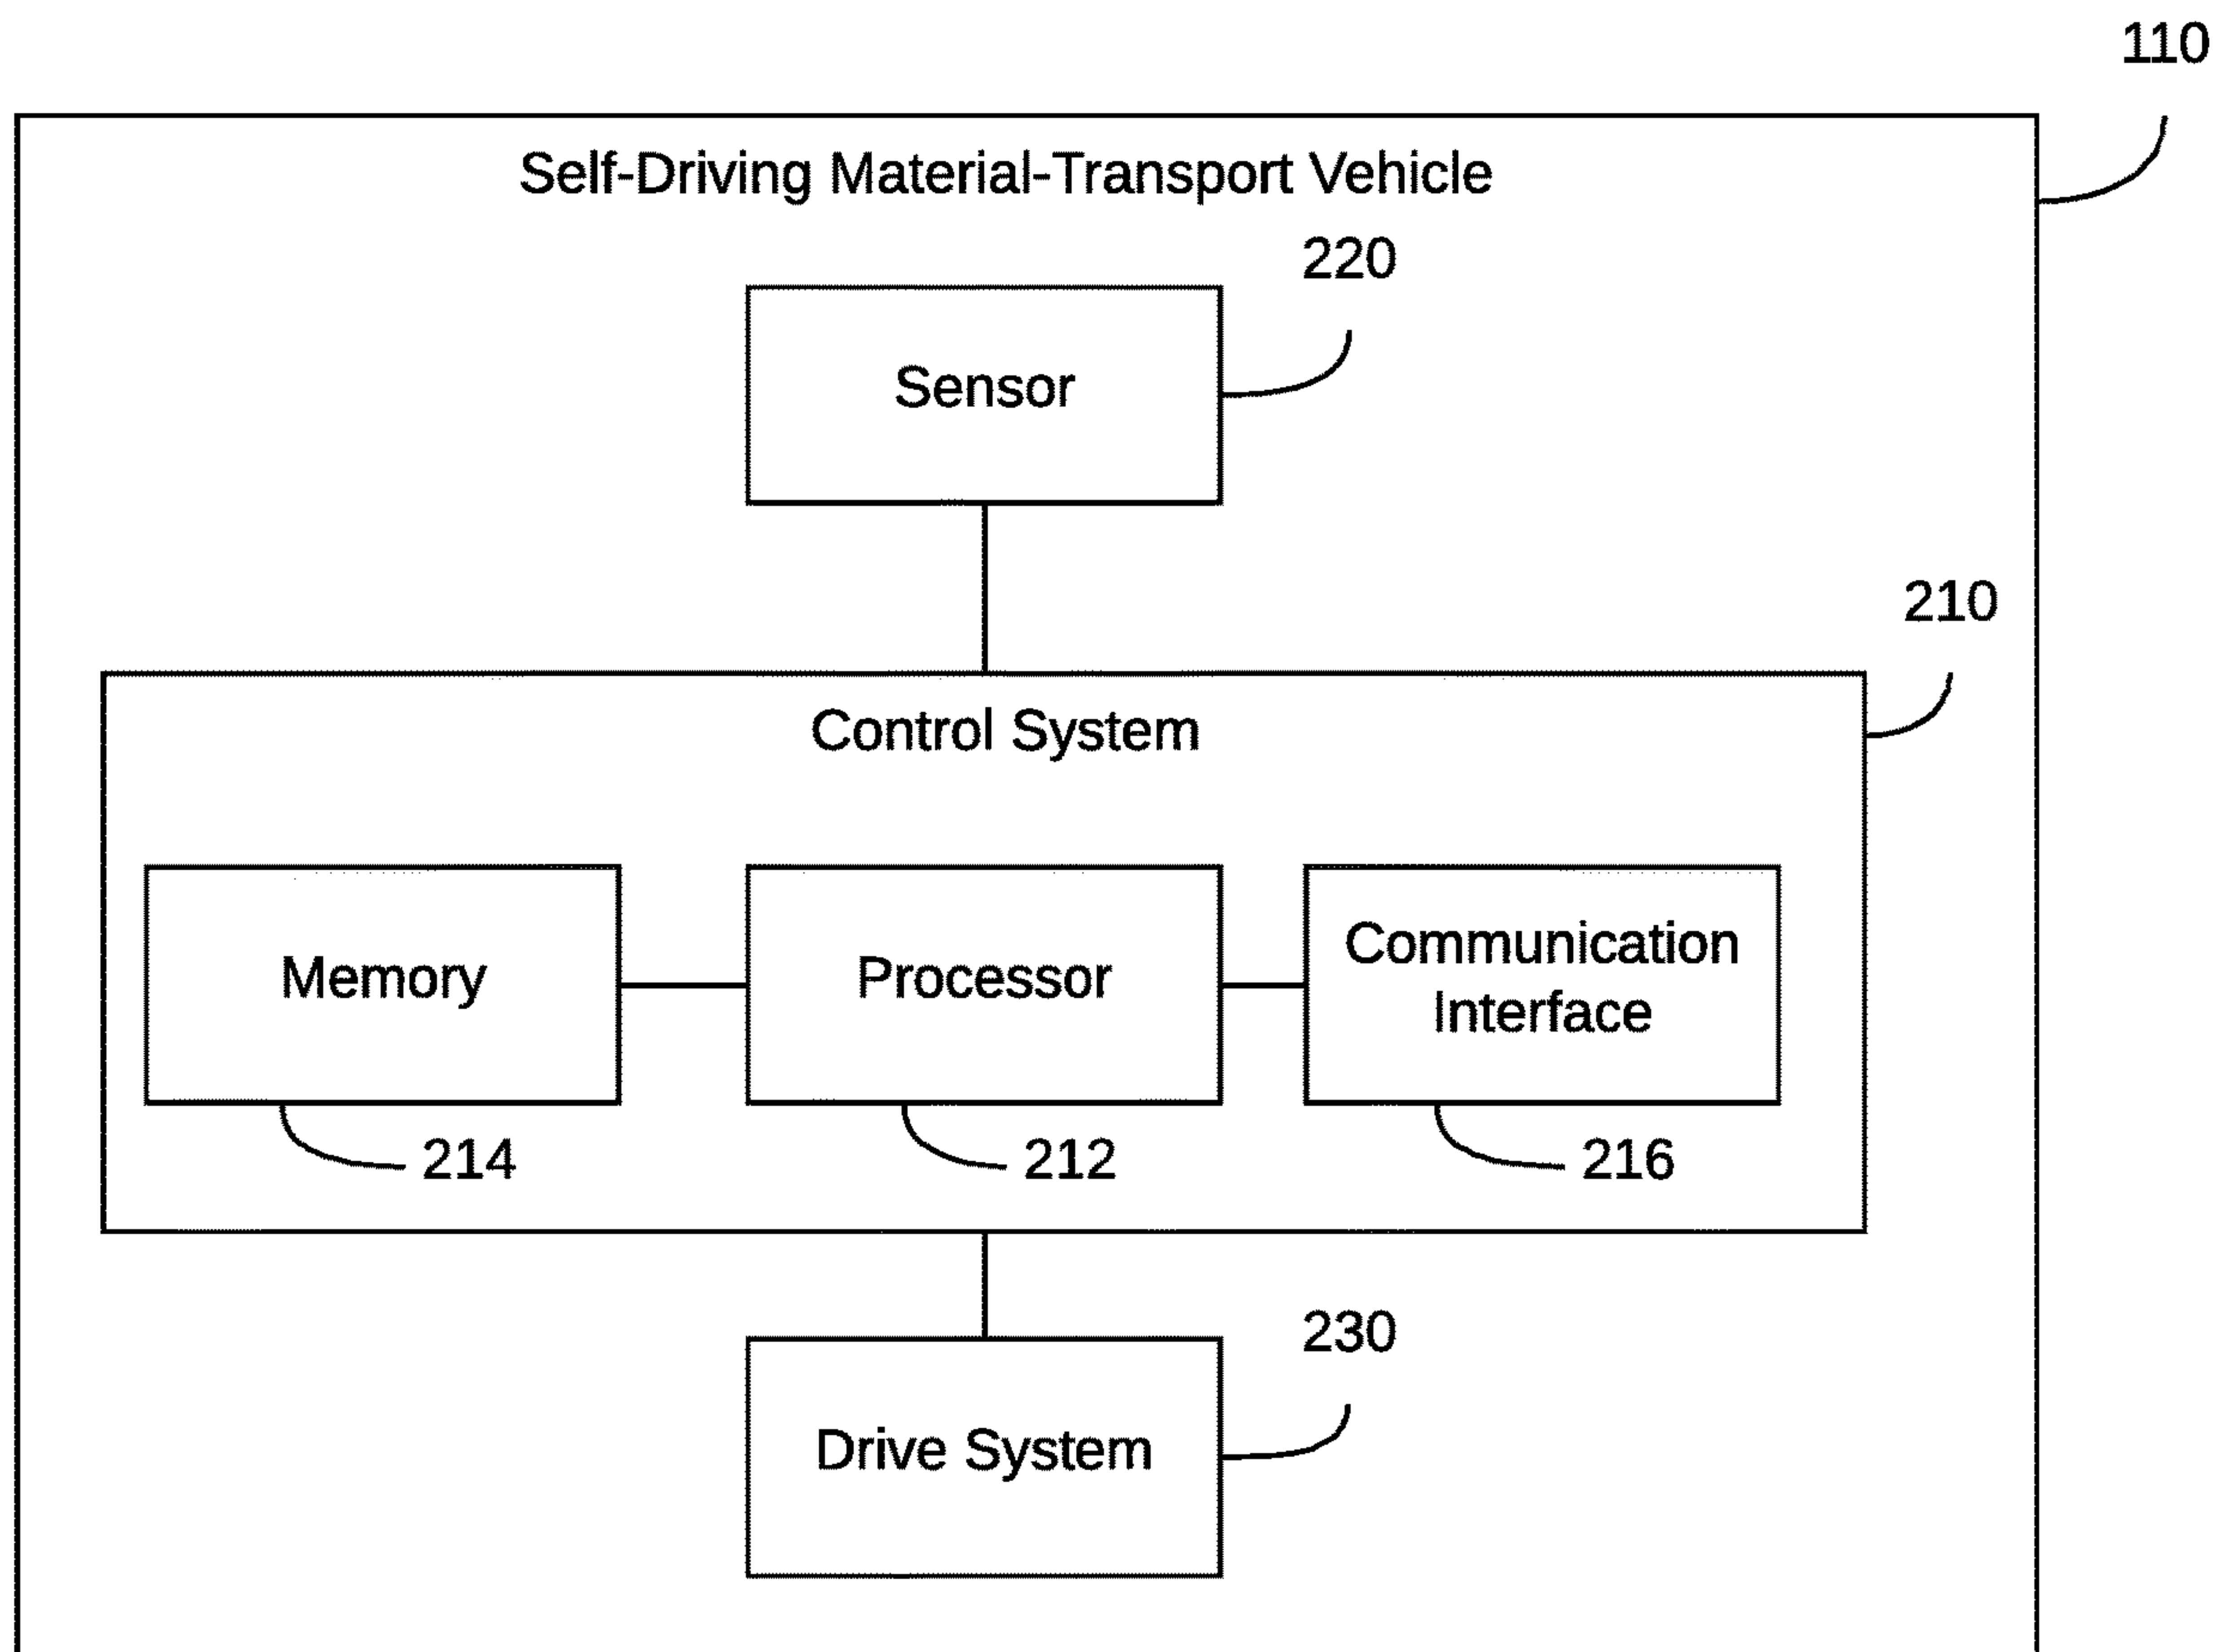 110
Self-Driving Material-Transport Vehicle
220
Sensor
210
Control System
Memory
Processor
Communication
Interface
214
212
216
230
Drive System